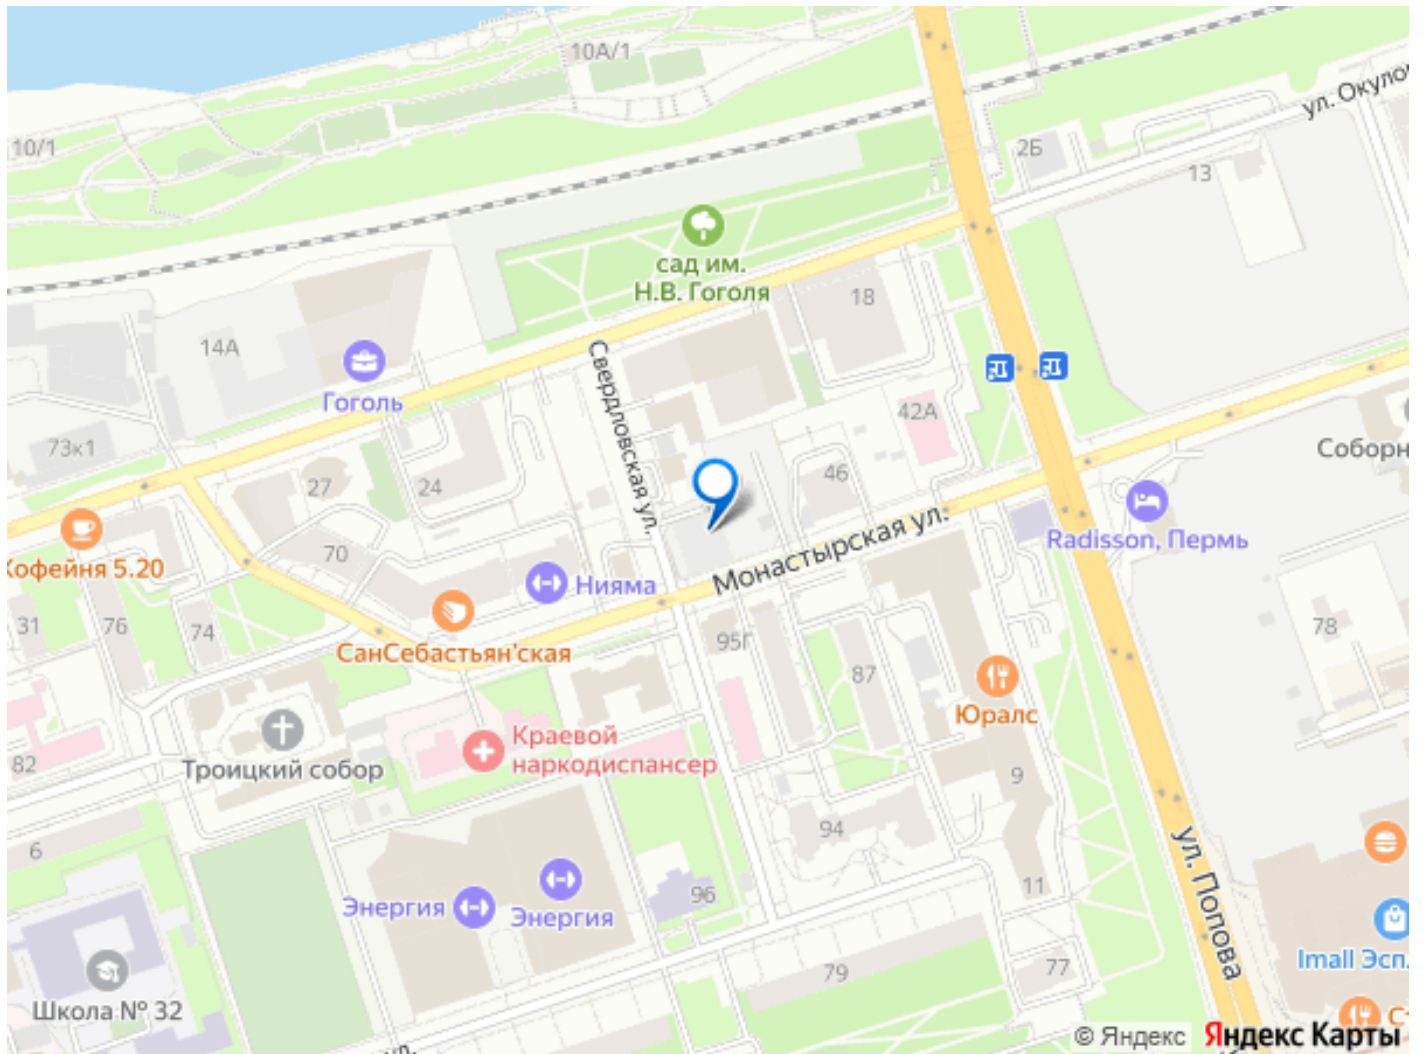 10А/1
ул. Окуло
10/1
2Б
13
сад им.
Н.В. Гоголя
18
14А
Свердловская ул.
Гоголь
42А
73к1
Соборн
46
27
24
Монастырская ул.
Radisson, Пермь
70
Кофейня 5.20
Нияма
31
76
74
СанСебастьян'ская
95Г
78
87
Юралс
Краевой
наркодиспансер
82
Троицкий собор
9
94
6
ул. Попова
11
96
Энергия
Энергия
Imall Эсп.
79
77
Школа № 32
ул.
© Яндекс
Яндекс Карты